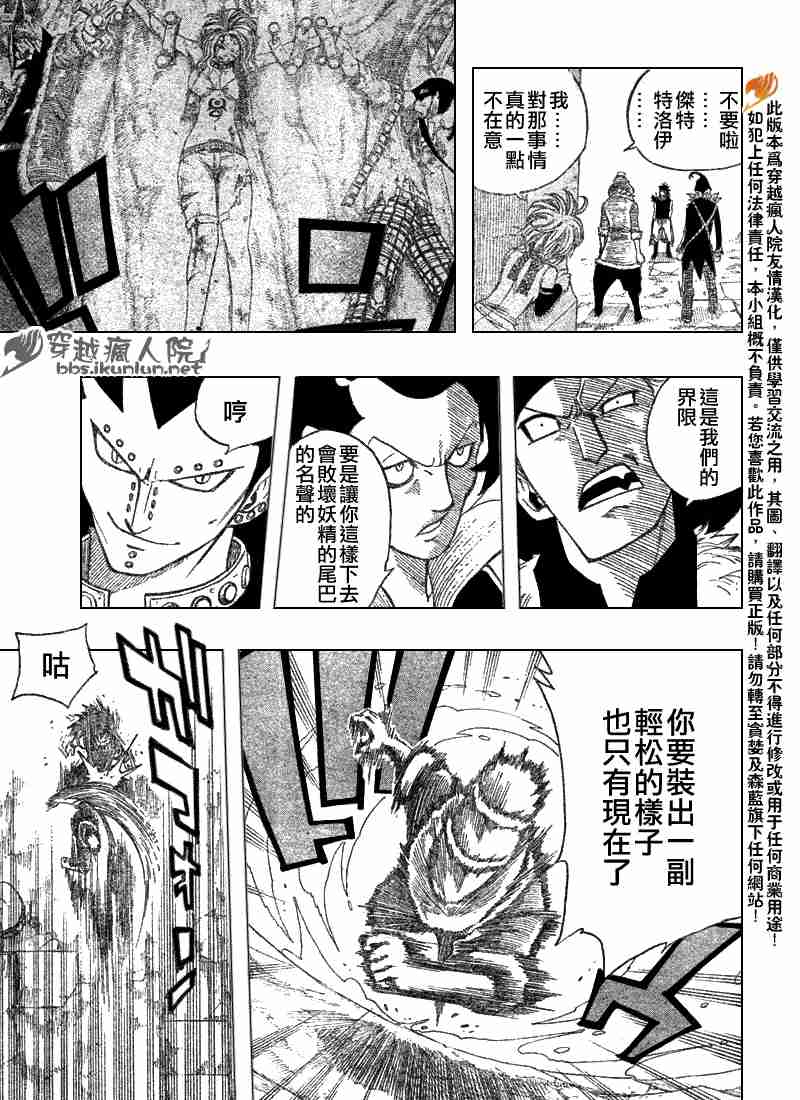 不要啦
……
傑特
特洛伊
……
我……
對那事情
真的一點
不在意
穿越瘋人院
bbs.ikunlun.net
這是我們的
界限
要是讓你這樣下去
會敗壞妖精的尾巴
的名聲的
哼
你要裝出一副
輕松的樣子
也只有現在了
咕
此版本爲穿越瘋人院友情漢化，僅供學習交流之用，其圖、翻譯以及任何部分不得進行修改或用于任何商業用途！
如犯上任何法律責任，本小組概不負責。若您喜歡此作品，請購買正版！請勿轉至貪婪及森藍旗下任何網站！